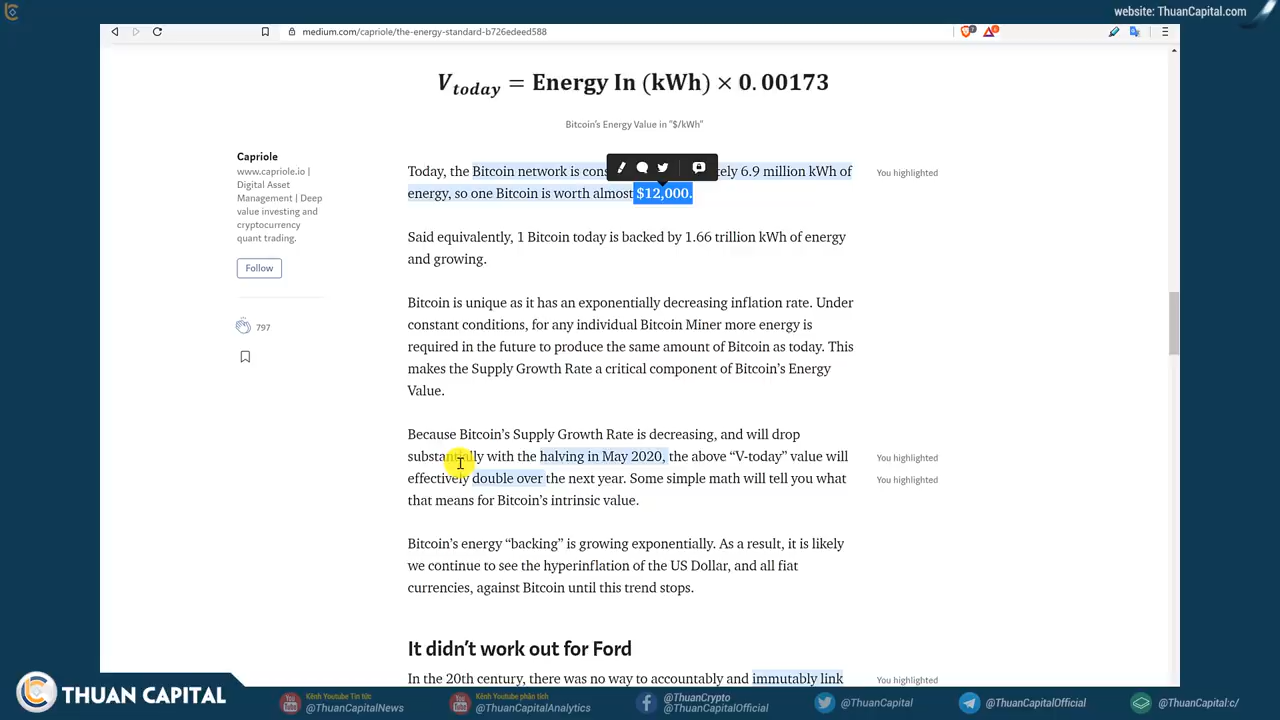 website: ThuanCapital.com
medium.com/capriole/the-energy-standard-b726edeed588
V today = Energy In (kWh) × 0.00173
Bitcoin's Energy Value in "$/kWh"
Capriole
www.capriole.io |
Digital Asset
Management | Deep
value investing and
cryptocurrency
quant trading.
Follow
797
Today, the Bitcoin network is 6.9 million kWh of
energy, so one Bitcoin is worth almost $12,000.
You highlighted
Said equivalently, 1 Bitcoin today is backed by 1.66 trillion kWh of energy
and growing.
Bitcoin is unique as it has an exponentially decreasing inflation rate. Under
constant conditions, for any individual Bitcoin Miner more energy is
required in the future to produce the same amount of Bitcoin as today. This
makes the Supply Growth Rate a critical component of Bitcoin's Energy
Value.
Because Bitcoin's Supply Growth Rate is decreasing, and will drop
substantially with the halving in May 2020, the above “V-today” value will
You highlighted
effectively double over the next year. Some simple math will tell you what
You highlighted
that means for Bitcoin's intrinsic value.
Bitcoin's energy “backing” is growing exponentially. As a result, it is likely
we continue to see the hyperinflation of the US Dollar, and all fiat
currencies, against Bitcoin until this trend stops.
It didn't work out for Ford
In the 20th century, there was no way to accountably and immutably link
You highlighted
THUAN CAPITAL
Kênh Youtube Tin tức
@ThuanCapitalNews
Kênh Youtube phân tích
@ThuanCapitalAnalytics
@ThuanCrypto
@ThuanCapitalOfficial
@ThuanCapital
@ThuanCapitalOfficial
@ThuanCapital:c/